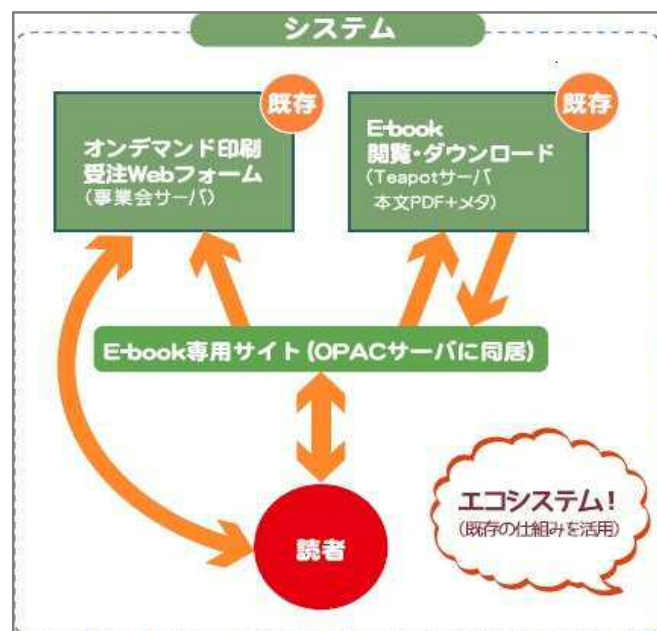 システム
既存
オンデマンド印刷
受注Webフォーム
(事業会サーバ)
既存
E-book
閲覧・ダウンロード
(Teapotサーバ
本文PDF+メタ)
E-book専用サイト(OPACサーバに同居)
エコシステム!
(既存の仕組みを活用)
読者